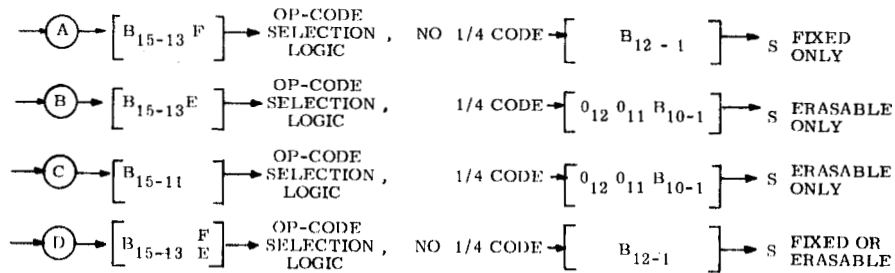 A [ B15-13 F ] OP-CODE SELECTION LOGIC , NO 1/4 CODE [ B12 - 1 ] S FIXED ONLY
B [ B15-13 E ] OP-CODE SELECTION LOGIC , 1/4 CODE [ 012 011 B10-1 ] S ERASABLE ONLY
C [ B15-11 ] OP-CODE SELECTION , LOGIC 1/4 CODE [ 012 011 B10-1 ] S ERASABLE ONLY
D [ B15-13 F E ] OP-CODE SELECTION , LOGIC NO 1/4 CODE [ B12-1 ] S FIXED OR ERASABLE